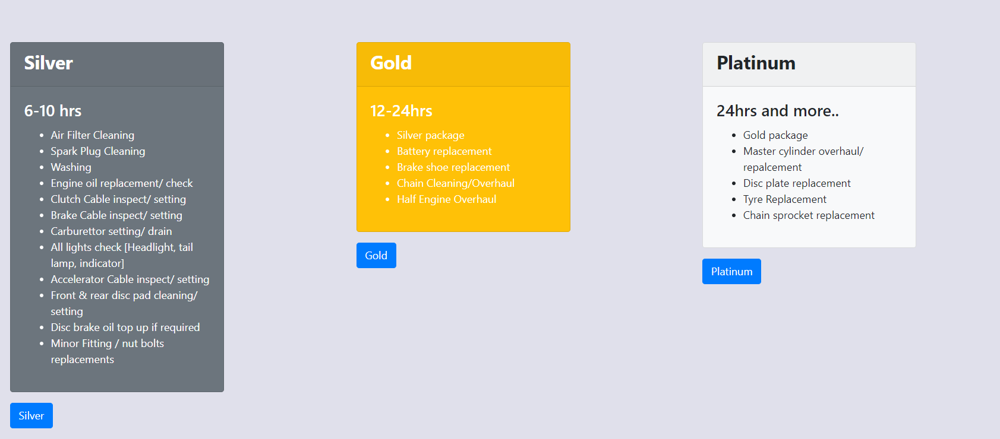 Silver
6-10 hrs
Air Filter Cleaning
Spark Plug Cleaning
Washing
Engine oil replacement/ check
Clutch Cable inspect/ setting
Brake Cable inspect/ setting
Carburettor setting/ drain
All lights check [Headlight, tail
lamp, indicator]
Accelerator Cable inspect/ setting
Front & rear disc pad cleaning/
setting
Disc brake oil top up if required
Minor Fitting / nut bolts
replacements
Silver
Gold
12-24hrs
Silver package
Battery replacement
Brake shoe replacement
Chain Cleaning/Overhaul
Half Engine Overhaul
Gold
Platinum
24hrs and more..
Gold package
Master cylinder overhaul/
repalcement
Disc plate replacement
Tyre Replacement
Chain sprocket replacement
Platinum